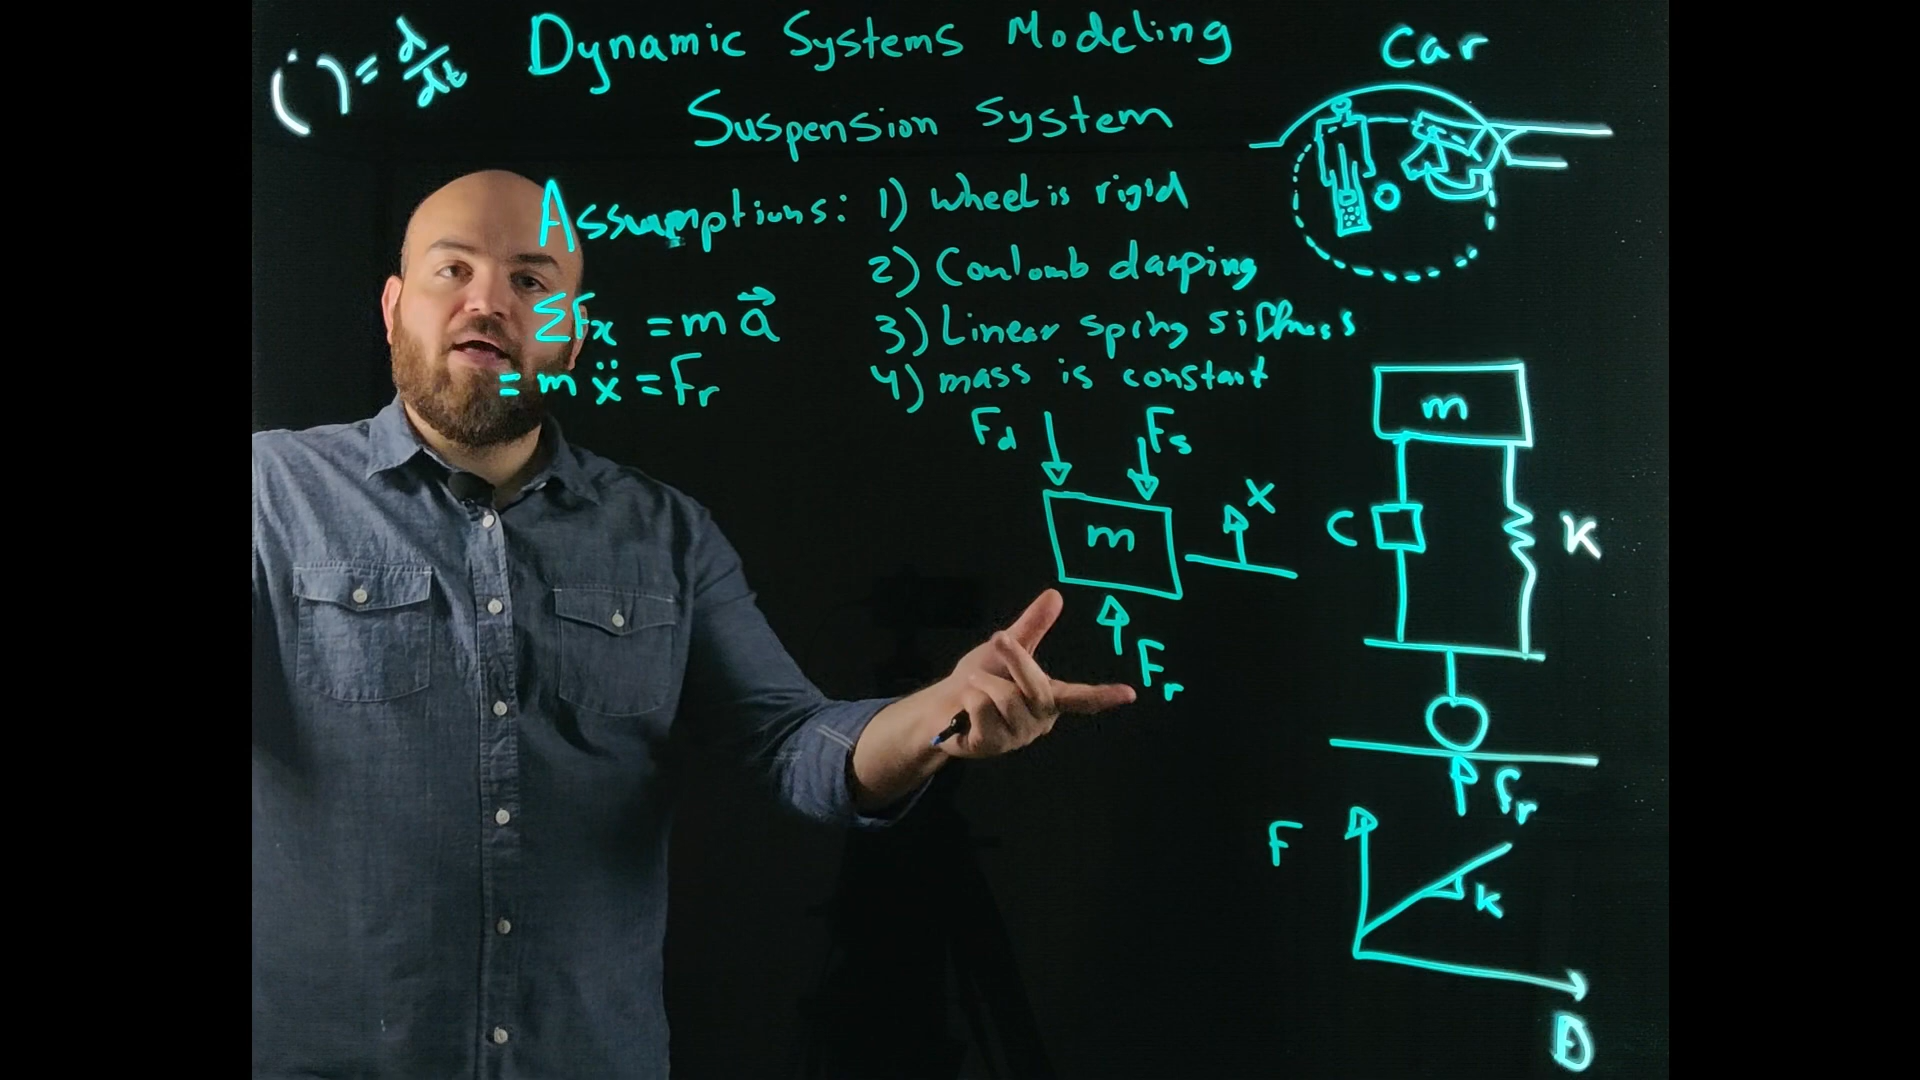 (˙) = d/dt
Dynamic Systems Modeling
Suspension System
Car
Assumptions: 1) Wheel is rigid
2) Coulomb damping
3) Linear spring stiffness
4) mass is constant
ΣFx = m a⃗
= m ẍ = Fr
Fd
Fs
m
x
Fr
m
C
K
Fr
F
K
D